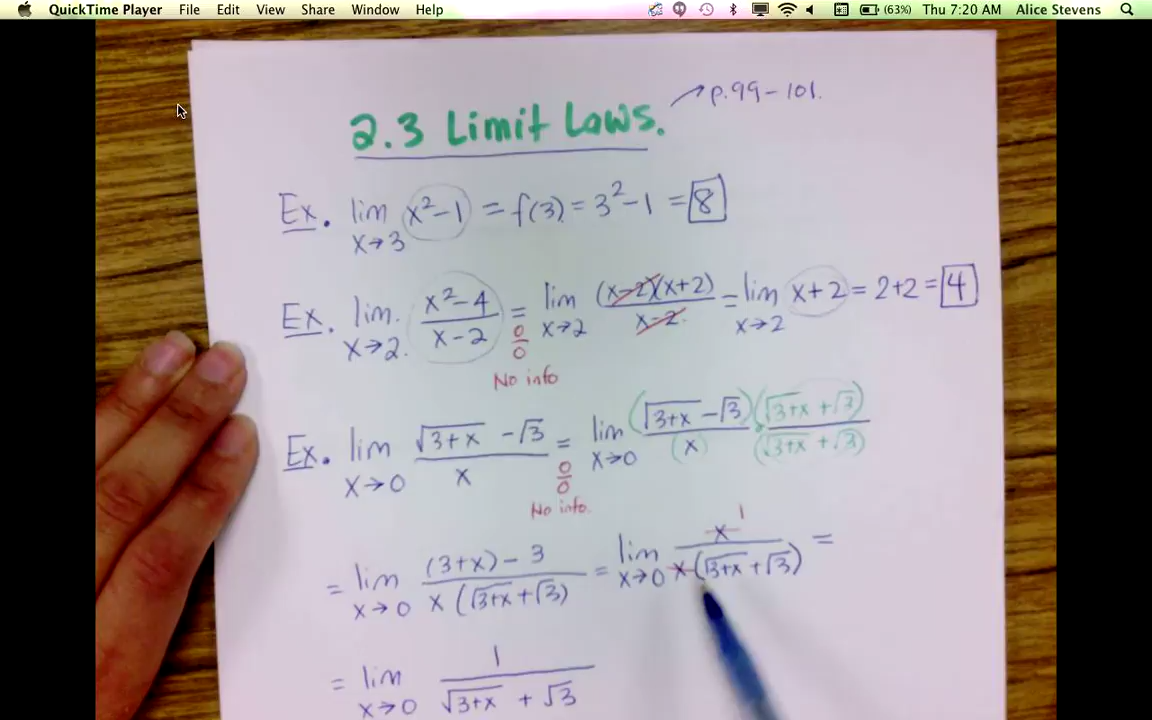 QuickTime Player File Edit View Share Window Help (63%) Thu 7:20 AM Alice Stevens
2.3 Limit Laws. → p.99-101.
Ex. lim x→3 x²-1 = f(3) = 3²-1 = 8
Ex. lim. x→2. x²-4 / x-2 = lim x→2 (x-2)(x+2) / x-2. = lim x→2 x+2 = 2+2 = 4
0/0
No info
Ex. lim x→0 √3+x -√3 / x = lim x→0 (√3+x -√3) / (x) · (√3+x +√3) / (√3+x +√3)
0/0
No info.
= lim x→0 (3+x) - 3 / x (√3+x +√3) = lim x→0 x 1 / x (√3+x +√3) =
= lim x→0 1 / √3+x + √3